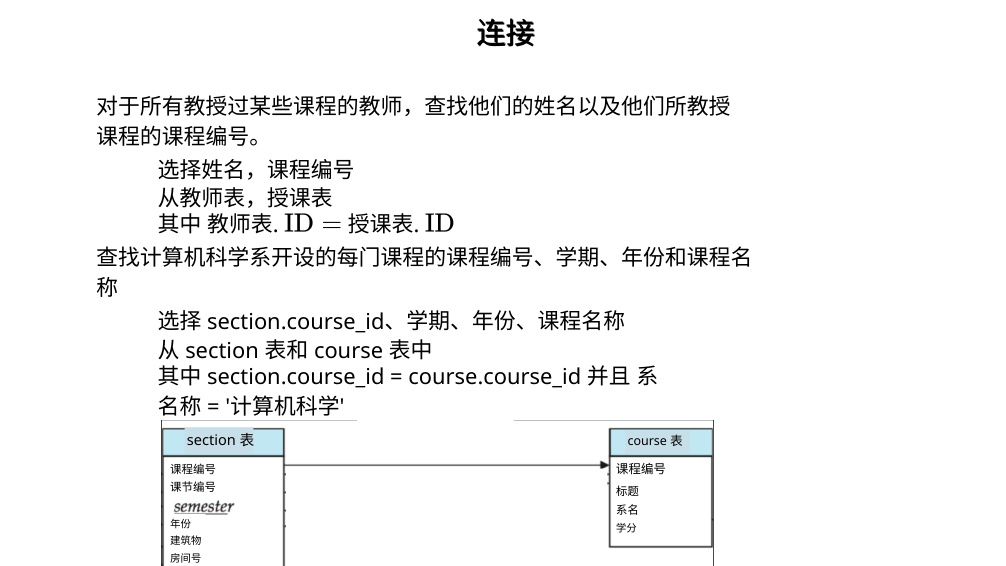 连接
对于所有教授过某些课程的教师，查找他们的姓名以及他们所教授
课程的课程编号。
选择姓名，课程编号
从教师表，授课表
其中 教师表. ID = 授课表. ID
查找计算机科学系开设的每门课程的课程编号、学期、年份和课程名
称
选择 section.course_id、学期、年份、课程名称
从 section 表和 course 表中
其中 section.course_id = course.course_id 并且 系
名称 = '计算机科学'
section 表
课程编号
课节编号
semester
年份
建筑物
房间号
course 表
课程编号
标题
系名
学分